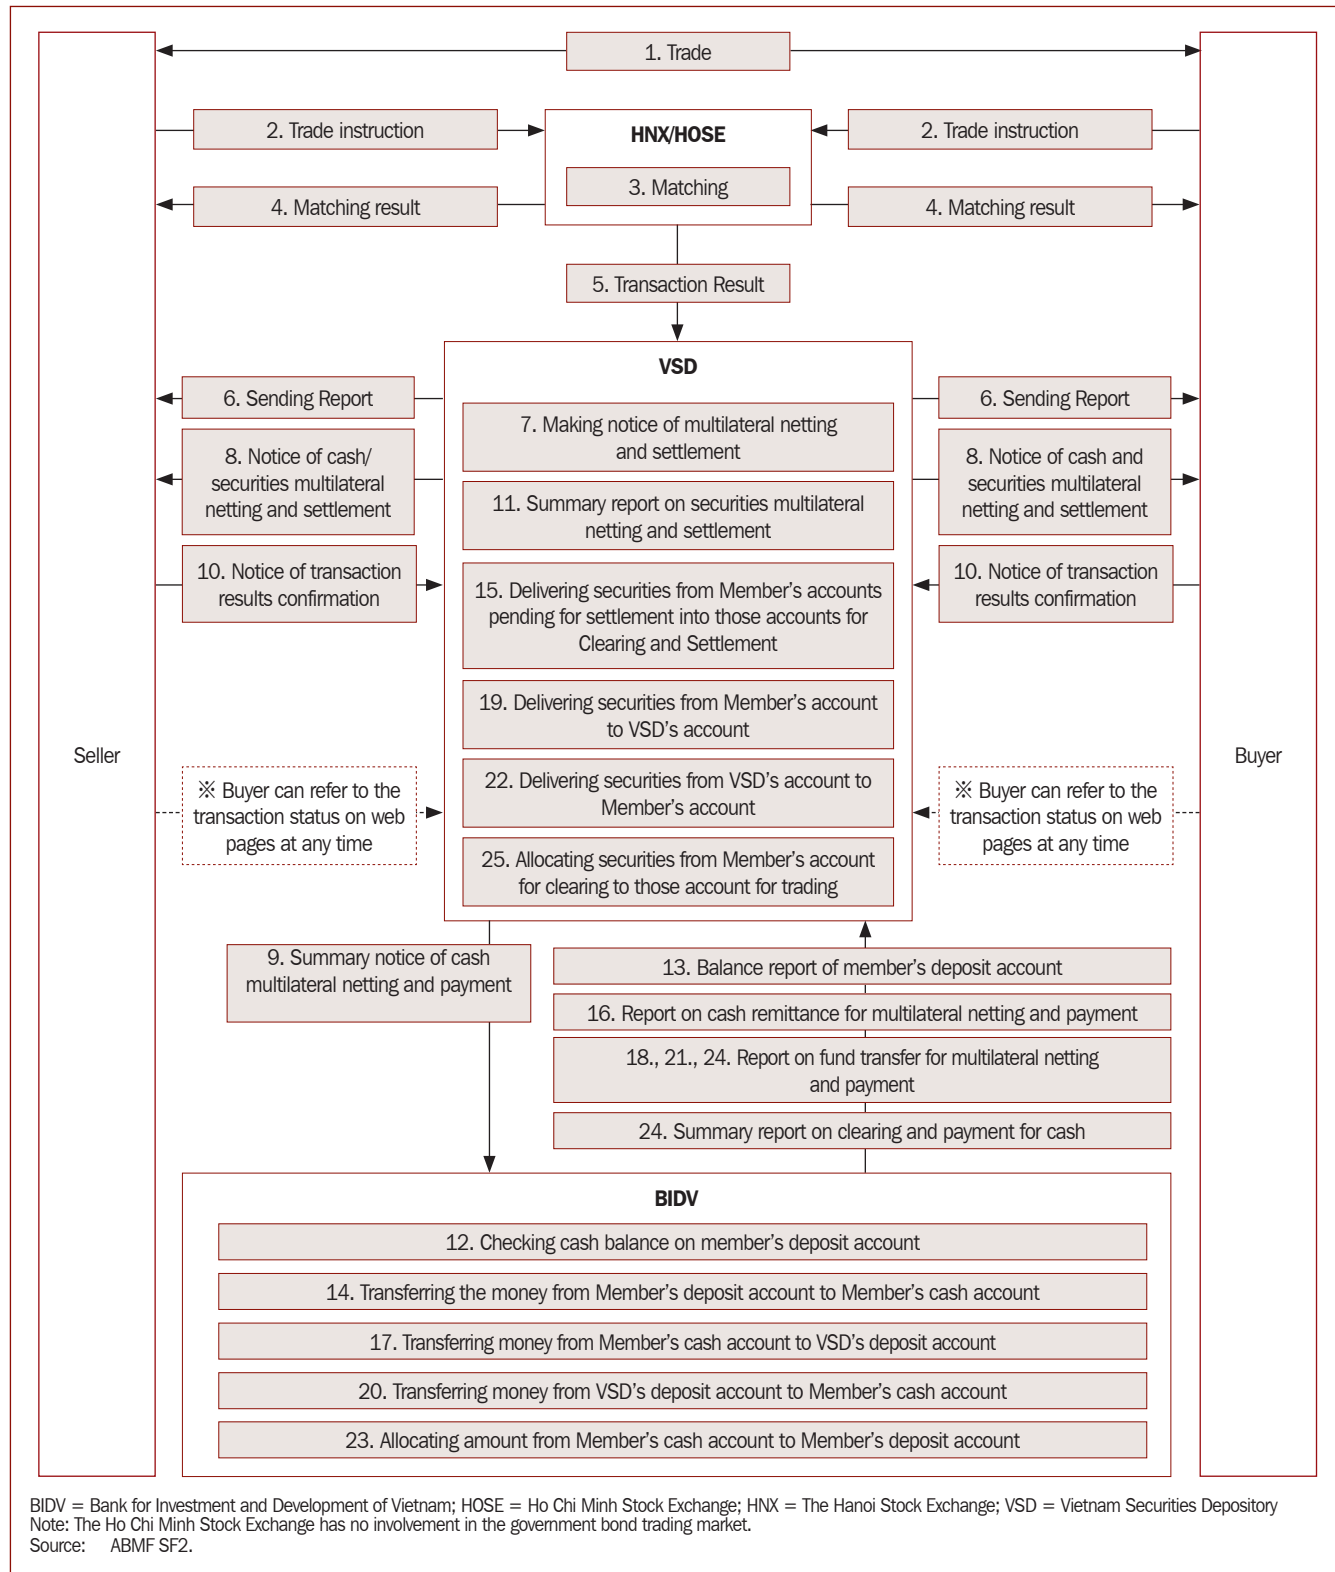 1. Trade
2. Trade instruction
HNX/HOSE
2. Trade instruction
3. Matching
4. Matching result
4. Matching result
5. Transaction Result
VSD
6. Sending Report
6. Sending Report
7. Making notice of multilateral netting
and settlement
8. Notice of cash/
securities multilateral
netting and settlement
8. Notice of cash and
securities multilateral
netting and settlement
11. Summary report on securities multilateral
netting and settlement
10. Notice of transaction
results confirmation
10. Notice of transaction
results confirmation
15. Delivering securities from Member's accounts
pending for settlement into those accounts for
Clearing and Settlement
19. Delivering securities from Member's account
to VSD's account
Seller
Buyer
※ Buyer can refer to the
transaction status on web
pages at any time
22. Delivering securities from VSD's account to
Member's account
※ Buyer can refer to the
transaction status on web
pages at any time
25. Allocating securities from Member's account
for clearing to those account for trading
9. Summary notice of cash
multilateral netting and payment
13. Balance report of member's deposit account
16. Report on cash remittance for multilateral netting and payment
18., 21., 24. Report on fund transfer for multilateral netting
and payment
24. Summary report on clearing and payment for cash
BIDV
12. Checking cash balance on member's deposit account
14. Transferring the money from Member's deposit account to Member's cash account
17. Transferring money from Member's cash account to VSD's deposit account
20. Transferring money from VSD's deposit account to Member's cash account
23. Allocating amount from Member's cash account to Member's deposit account
BIDV = Bank for Investment and Development of Vietnam; HOSE = Ho Chi Minh Stock Exchange; HNX = The Hanoi Stock Exchange; VSD = Vietnam Securities Depository
Note: The Ho Chi Minh Stock Exchange has no involvement in the government bond trading market.
Source: ABMF SF2.